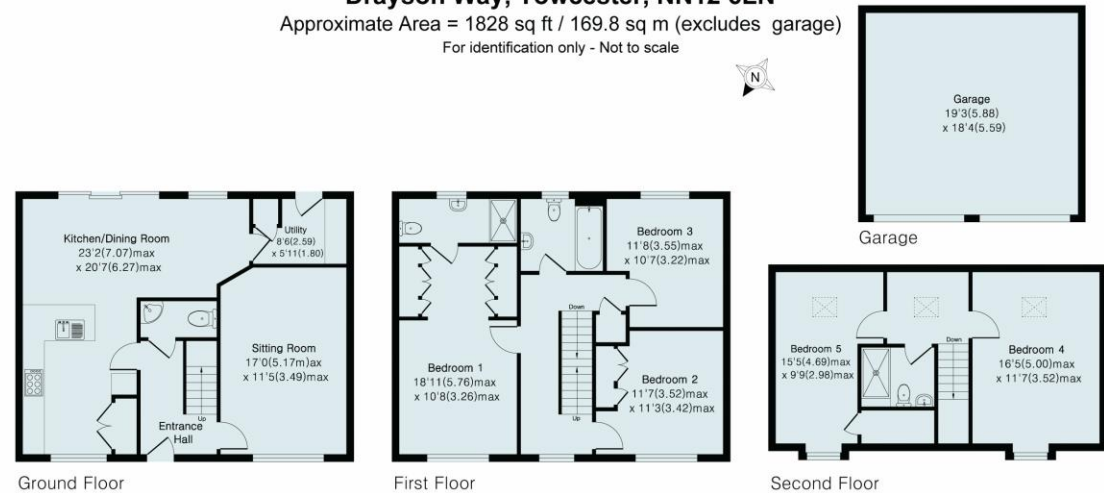 Drayson Way, Towcester, NN12
Approximate Area = 1828 sq ft / 169.8 sq m (excludes garage)
For identification only - Not to scale
N
Garage
19'3(5.88)
x 18'4(5.59)
Garage
Kitchen/Dining Room
23'2(7.07)max
x 20'7(6.27)max
Utility
8'6(2.59)
x 5'11(1.80)
Sitting Room
17'0(5.17m)ax
x 11'5(3.49)max
Entrance
Hall
Up
Ground Floor
Bedroom 3
11'8(3.55)max
x 10'7(3.22)max
Down
Bedroom 1
18'11(5.76)max
x 10'8(3.26)max
Bedroom 2
11'7(3.52)max
x 11'3(3.42)max
Up
First Floor
Bedroom 5
15'5(4.69)max
x 9'9(2.98)max
Down
Bedroom 4
16'5(5.00)max
x 11'7(3.52)max
Second Floor